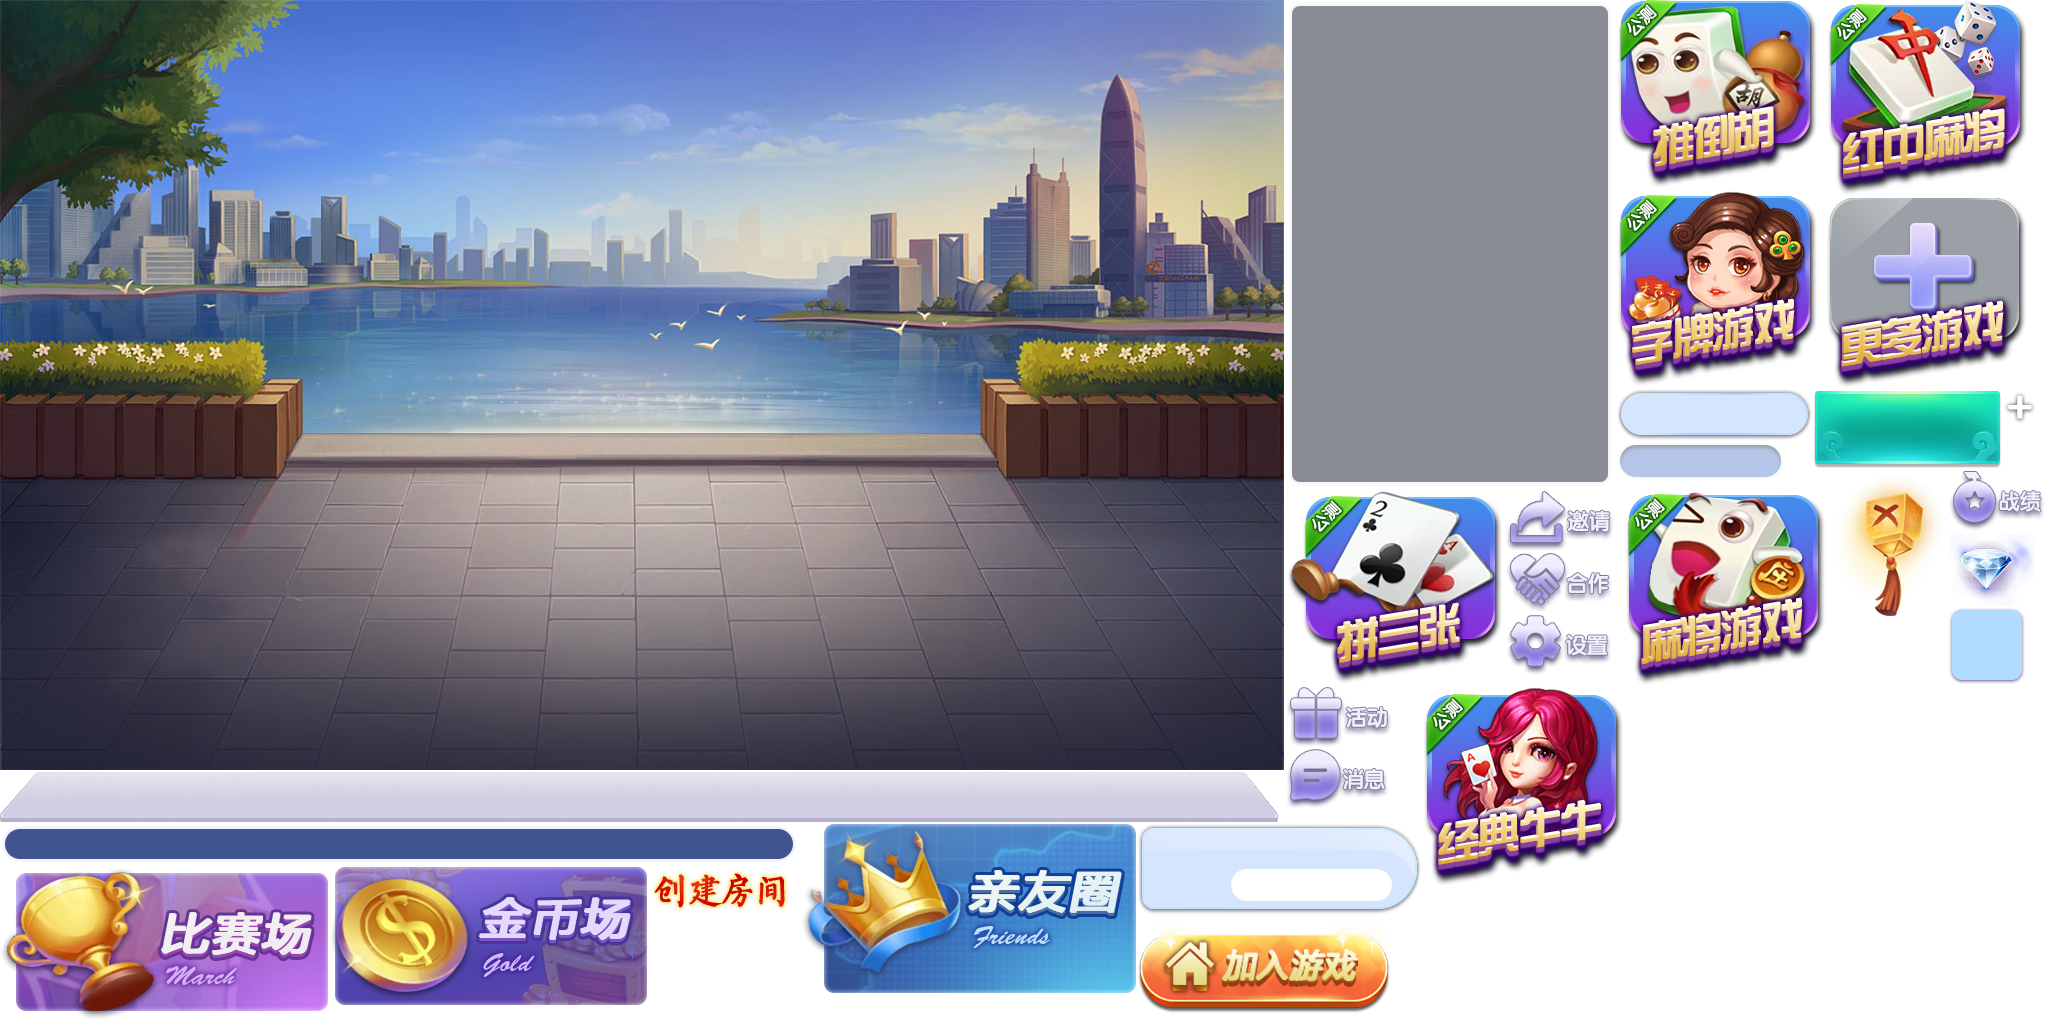 公测
胡
推倒胡
公测
中
红中麻将
公测
字牌游戏
更多游戏
公测
2
A
拼三张
邀请
合作
设置
公测
麻将游戏
战绩
活动
消息
公测
A
经典牛牛
比赛场
March
金币场
Gold
创建房间
亲友圈
Friends
加入游戏